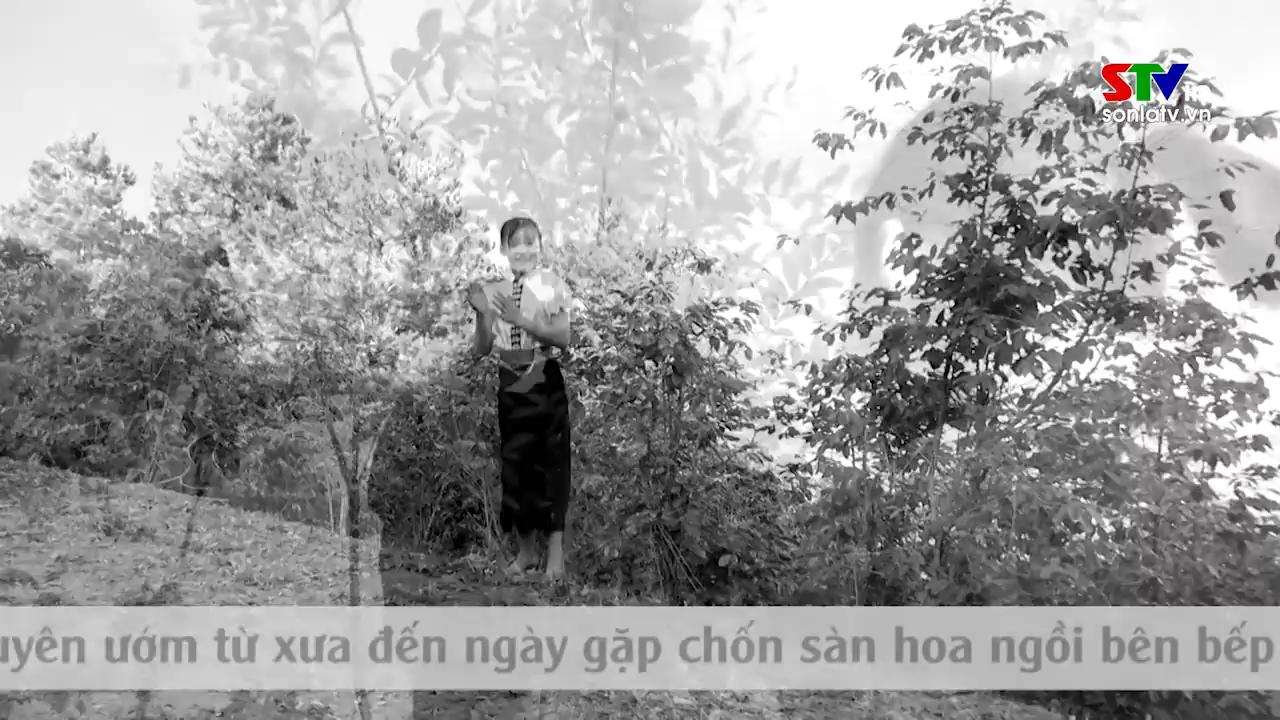 STV
sonlatv.vn
uyên ướm từ xưa đến ngày gặp chốn sàn hoa ngồi bên bếp